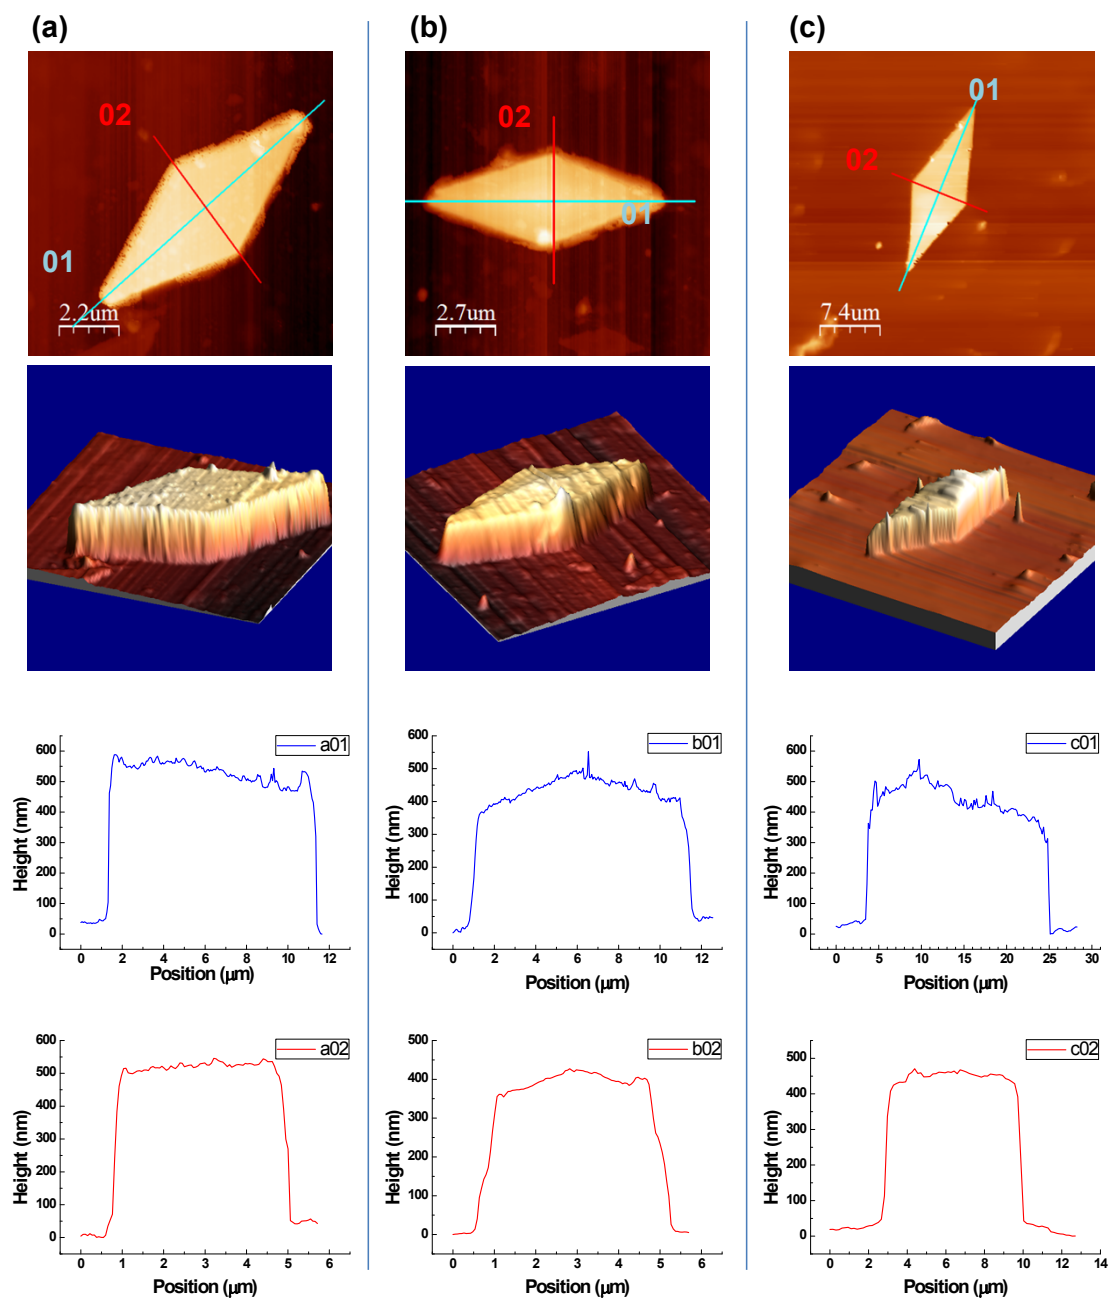 (a)
(b)
(c)
02
01
2.2um
02
01
2.7um
01
02
7.4um
a01
600
500
400
300
200
100
0
Height (nm)
0 2 4 6 8 10 12
Position (μm)
b01
600
500
400
300
200
100
0
Height (nm)
0 2 4 6 8 10 12
Position (μm)
c01
600
500
400
300
200
100
0
Height (nm)
0 5 10 15 20 25 30
Position (μm)
a02
600
500
400
300
200
100
0
Height (nm)
0 1 2 3 4 5 6
Position (μm)
b02
500
400
300
200
100
0
Height (nm)
0 1 2 3 4 5 6
Position (μm)
c02
500
400
300
200
100
0
Height (nm)
0 2 4 6 8 10 12 14
Position (μm)